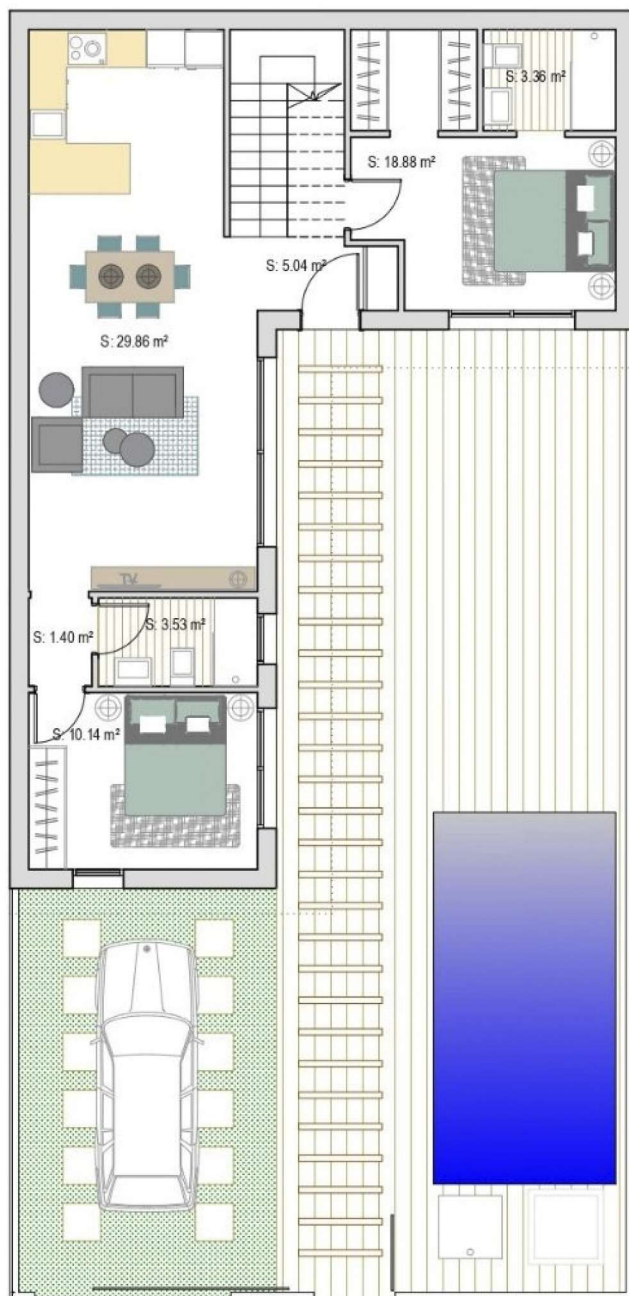 S: 3.36 m²
S: 18.88 m²
S: 5.04 m²
S: 29.86 m²
TV
S: 1.40 m²
S: 3.53 m²
S: 10.14 m²